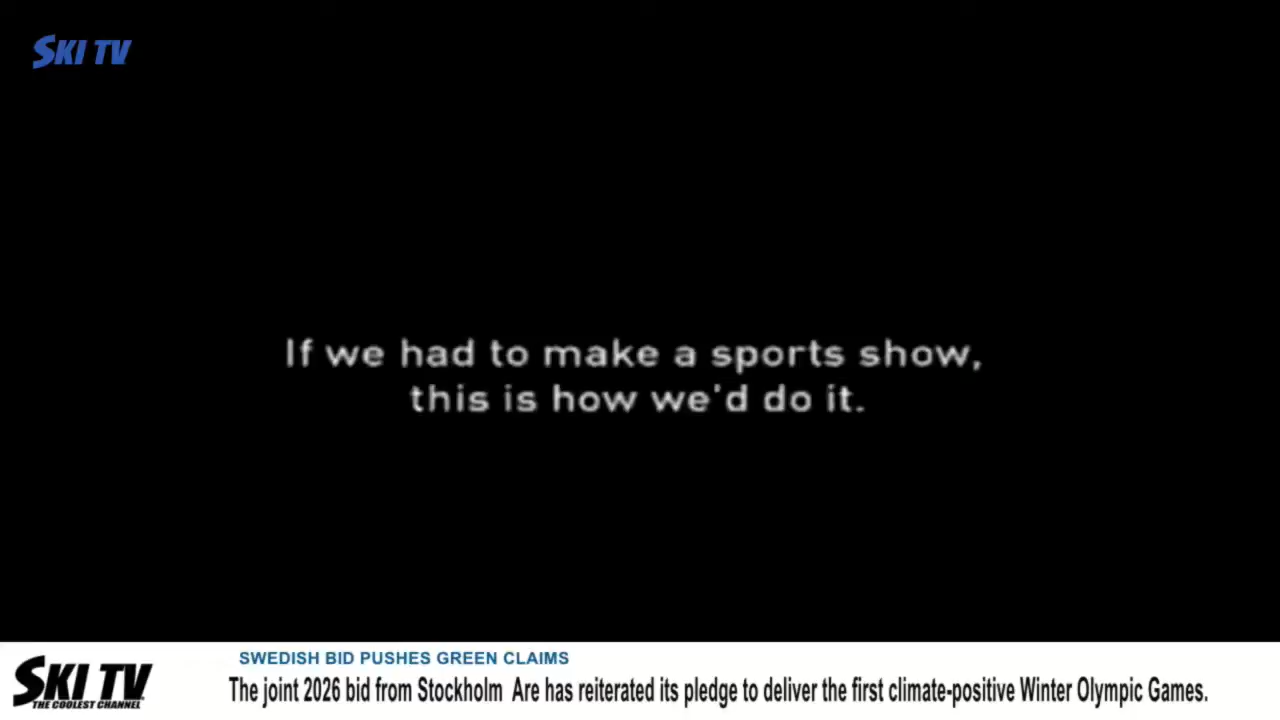 SKI TV
If we had to make a sports show,
this is how we'd do it.
SWEDISH BID PUSHES GREEN CLAIMS
SKI TV
THE COOLEST CHANNEL
The joint 2026 bid from Stockholm  Are has reiterated its pledge to deliver the first climate-positive Winter Olympic Games.